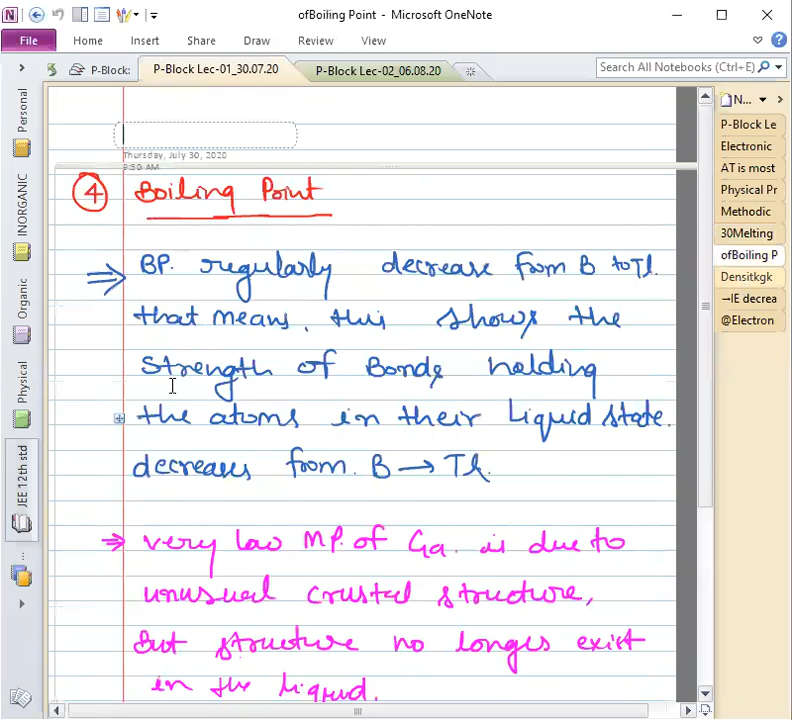 ofBoiling Point - Microsoft OneNote
File Home Insert Share Draw Review View
P-Block: P-Block Lec-01_30.07.20 P-Block Lec-02_06.08.20 Search All Notebooks (Ctrl+E)
Personal
INORGANIC
Organic
Physical
JEE 12th std
N...
P-Block Le
Electronic
AT is most
Physical Pr
Methodic
30Melting
ofBoiling P
Densitkgk
→IE decrea
@Electron
Thursday, July 30, 2020
9:50 AM
④ Boiling Point
⇒ BP. regularly decrease from B to Tl.
that means, this shows the
Strength of Bonds holding
the atoms in their Liquid state.
decreases from. B → Tl.
⇒ very low MP. of Ga. is due to
unusual crustal structure,
But structure no longer exist
in the liquid.